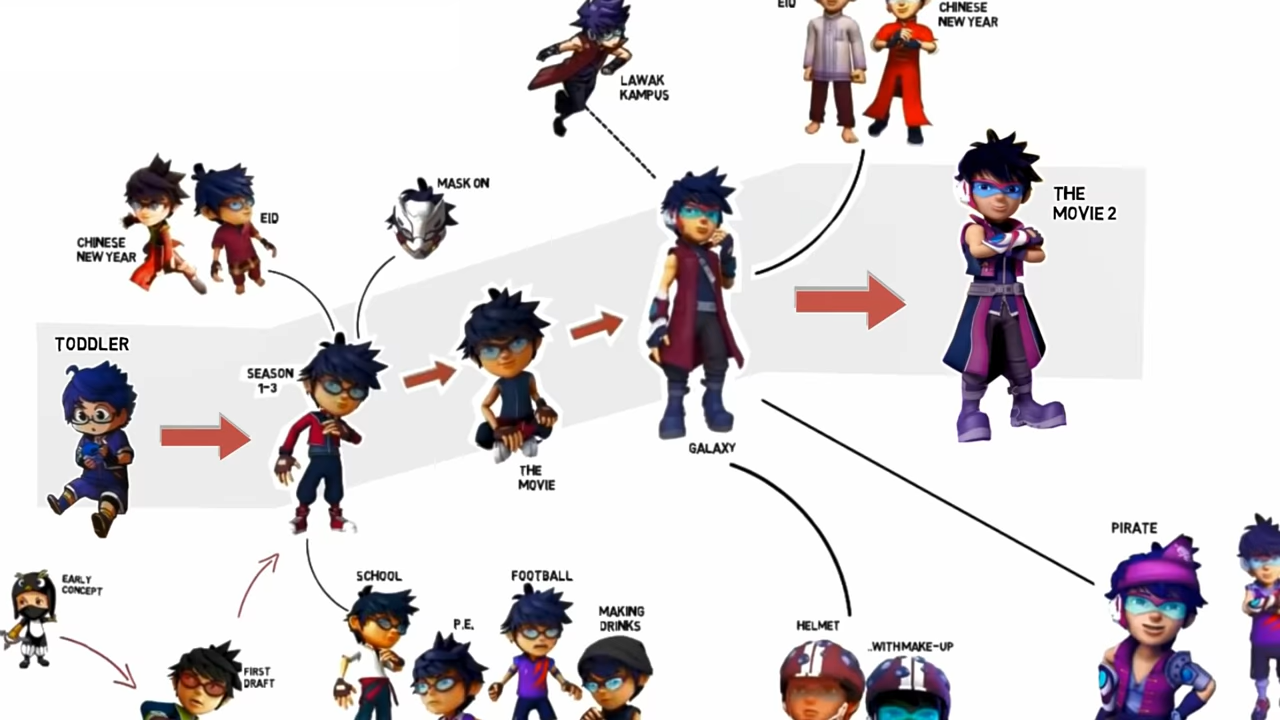 EID
CHINESE
NEW YEAR
LAWAK
KAMPUS
MASK ON
THE
MOVIE 2
EID
CHINESE
NEW YEAR
TODDLER
SEASON
1-3
GALAXY
THE
MOVIE
PIRATE
EARLY
CONCEPT
SCHOOL
FOOTBALL
P.E.
MAKING
DRINKS
HELMET
..WITH MAKE-UP
FIRST
DRAFT